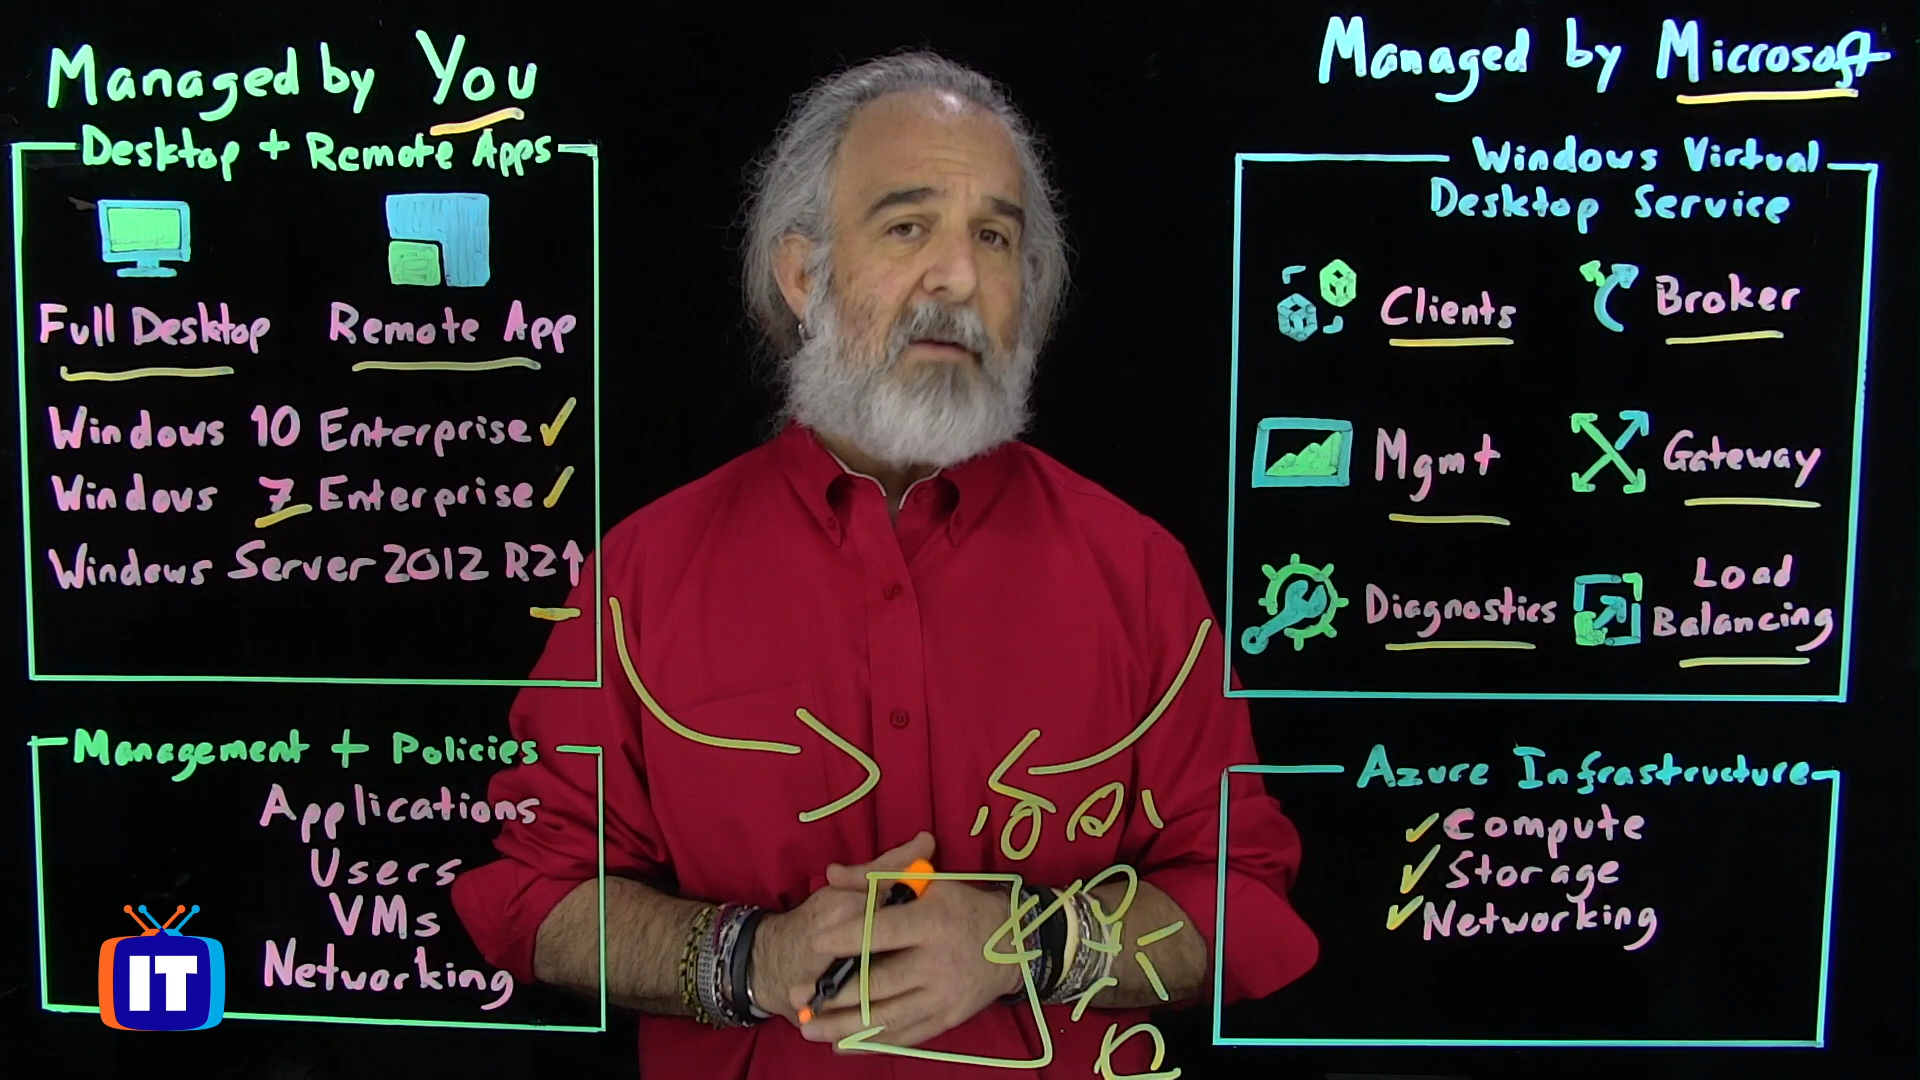 Managed by You
Desktop + Remote Apps
Full Desktop
Remote App
Windows 10 Enterprise ✓
Windows 7 Enterprise ✓
Windows Server 2012 R2↑
Management + Policies
Applications
Users
VMs
Networking
IT
Managed by Microsoft
Windows Virtual
Desktop Service
Clients
Broker
Mgmt
Gateway
Diagnostics
Load
Balancing
Azure Infrastructure
✓Compute
✓Storage
✓Networking